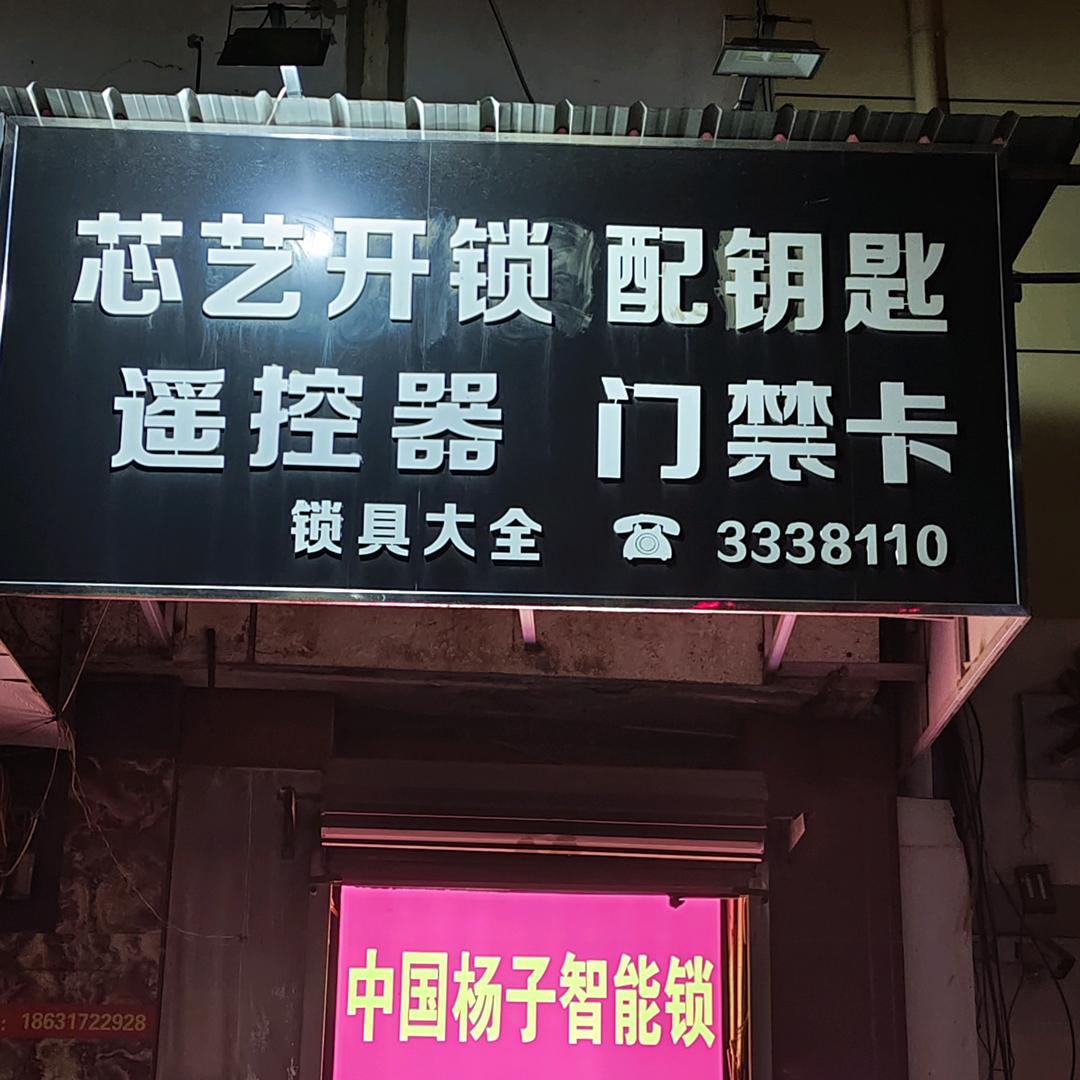 芯艺开锁 配钥匙
遥控器 门禁卡
锁具大全 ☎ 3338110
中国杨子智能锁
: 18631722928